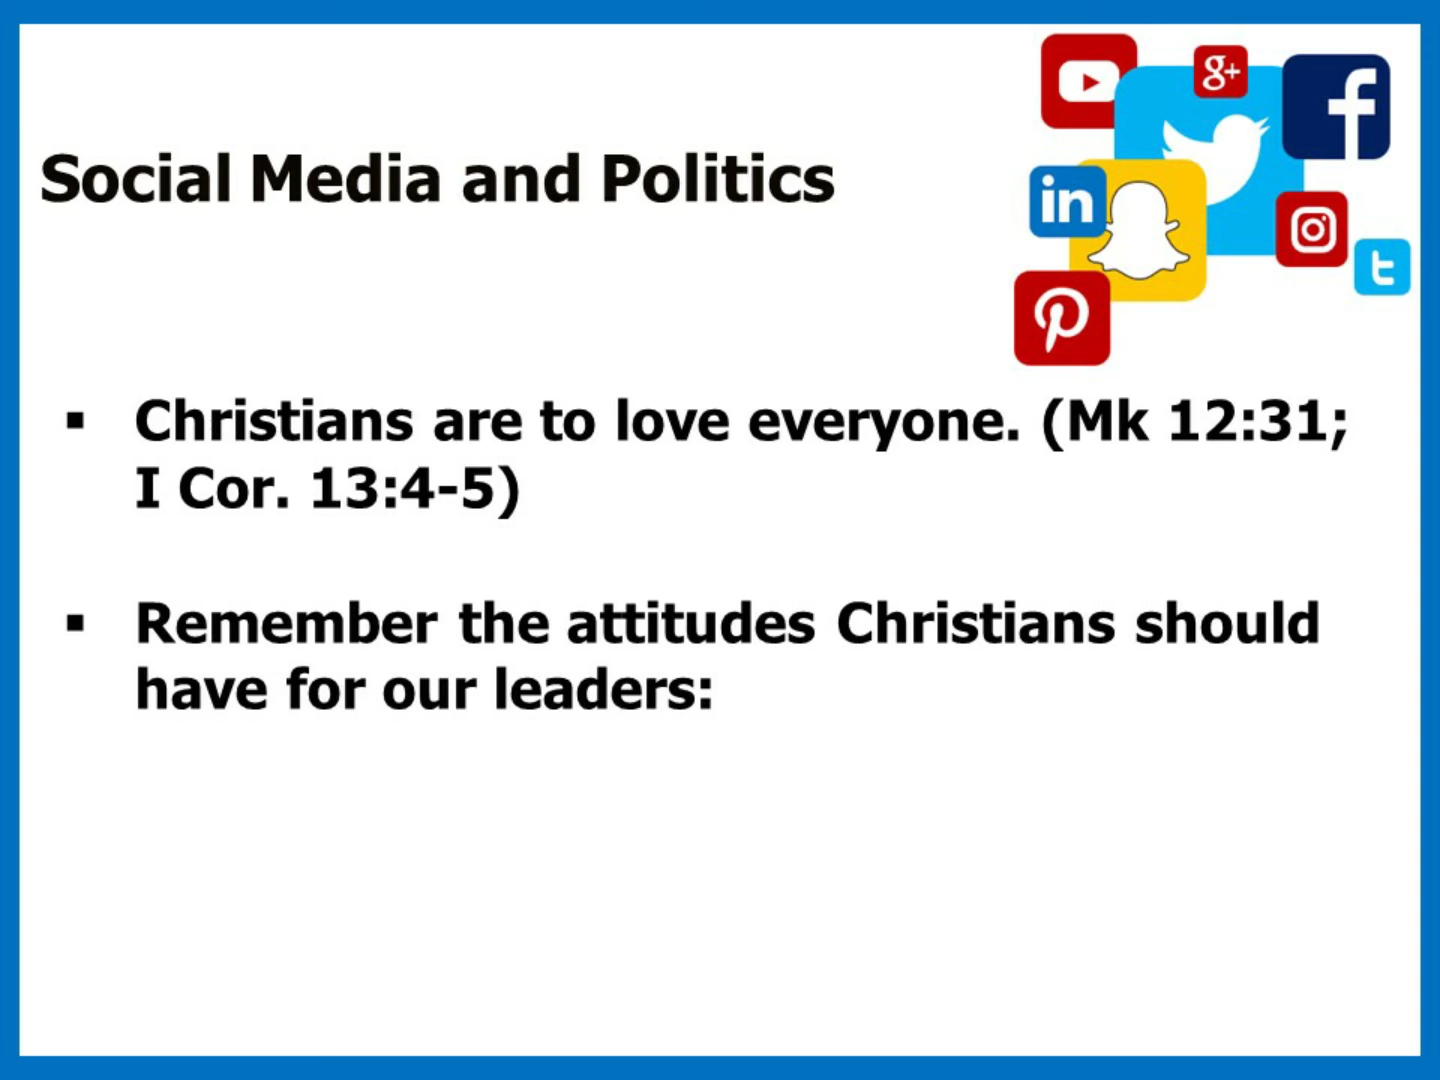 g+
f
Social Media and Politics
in
t
▪ Christians are to love everyone. (Mk 12:31;
I Cor. 13:4-5)
▪ Remember the attitudes Christians should
have for our leaders: